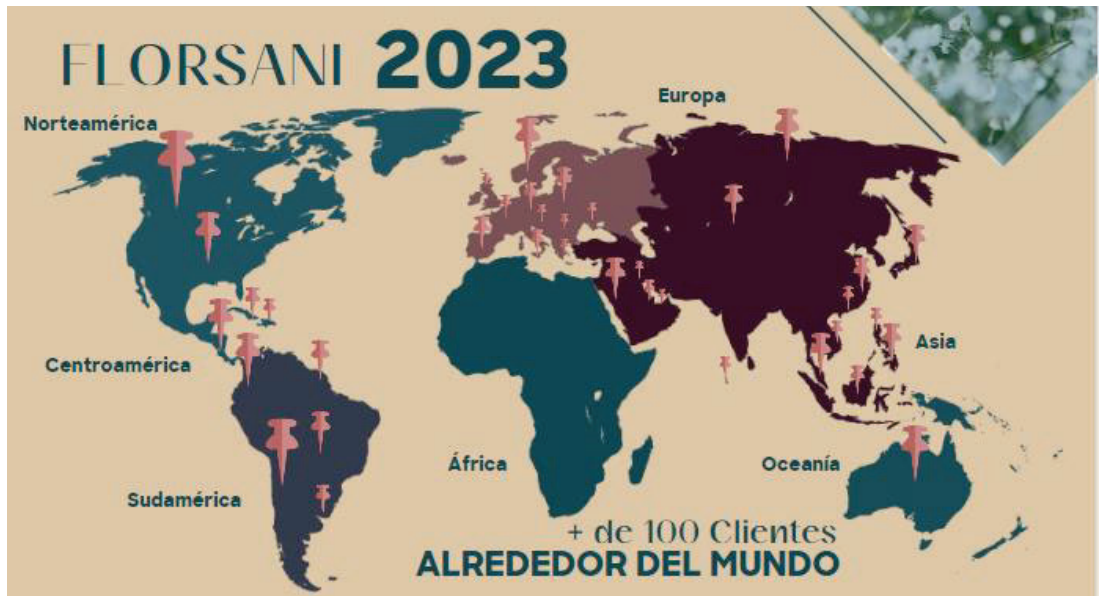 FLORSANI 2023
Europa
Norteamérica
Centroamérica
Asia
África
Oceanía
Sudamérica
+ de 100 Clientes
ALREDEDOR DEL MUNDO